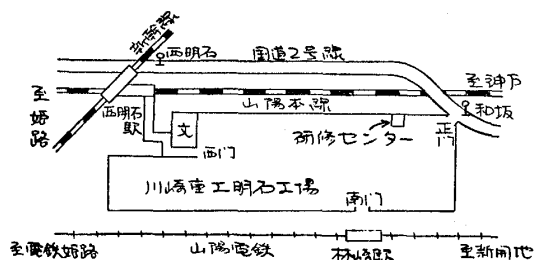 新幹線
西明石
国道2号線
至神戸
至姫路
山陽本線
和坂
西明石駅
文
研修センター
正門
西門
川崎重工明石工場
南門
至電鉄姫路
山陽電鉄
林崎駅
至新開地